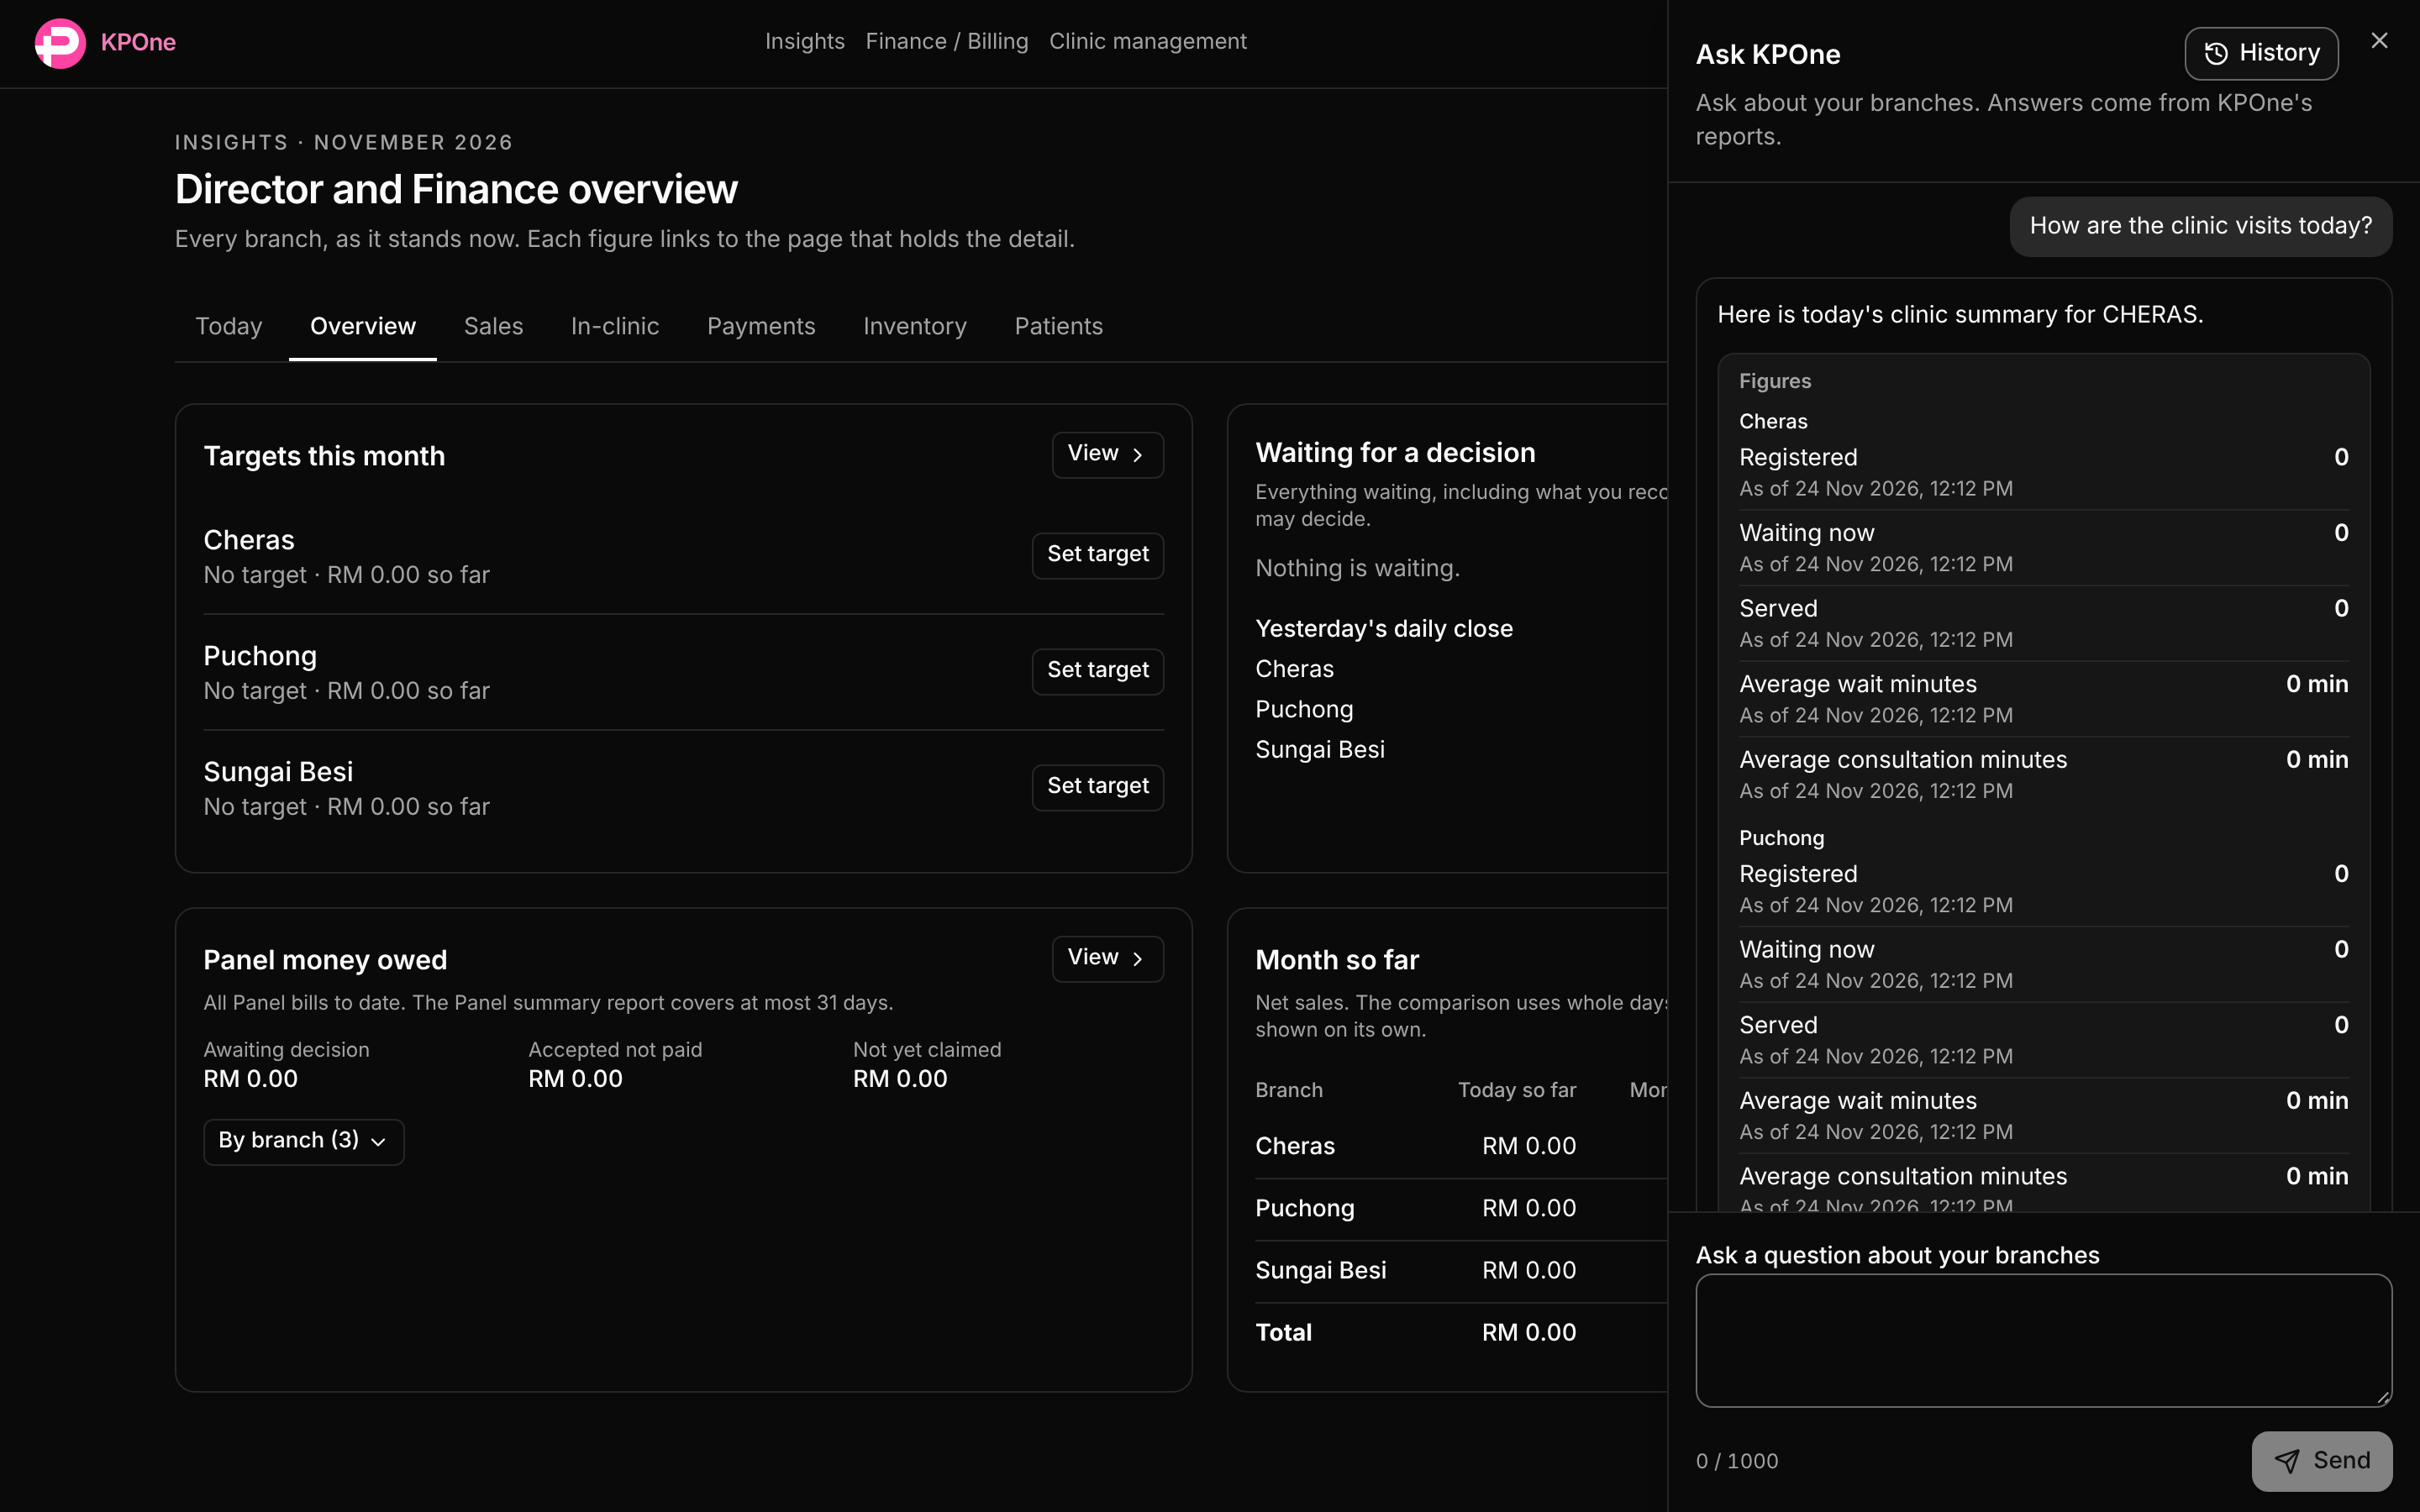 KPOne
Insights Finance / Billing Clinic management
INSIGHTS · NOVEMBER 2026
Director and Finance overview
Every branch, as it stands now. Each figure links to the page that holds the detail.
Today Overview Sales In-clinic Payments Inventory Patients
Targets this month
View
Cheras
No target · RM 0.00 so far
Set target
Puchong
No target · RM 0.00 so far
Set target
Sungai Besi
No target · RM 0.00 so far
Set target
Waiting for a decision
Everything waiting, including what you reco
may decide.
Nothing is waiting.
Yesterday's daily close
Cheras
Puchong
Sungai Besi
Panel money owed
View
All Panel bills to date. The Panel summary report covers at most 31 days.
Awaiting decision Accepted not paid Not yet claimed
RM 0.00 RM 0.00 RM 0.00
By branch (3)
Month so far
Net sales. The comparison uses whole days
shown on its own.
Branch Today so far Mor
Cheras RM 0.00
Puchong RM 0.00
Sungai Besi RM 0.00
Total RM 0.00
Ask KPOne
History
Ask about your branches. Answers come from KPOne's
reports.
How are the clinic visits today?
Here is today's clinic summary for CHERAS.
Figures
Cheras
Registered 0
As of 24 Nov 2026, 12:12 PM
Waiting now 0
As of 24 Nov 2026, 12:12 PM
Served 0
As of 24 Nov 2026, 12:12 PM
Average wait minutes 0 min
As of 24 Nov 2026, 12:12 PM
Average consultation minutes 0 min
As of 24 Nov 2026, 12:12 PM
Puchong
Registered 0
As of 24 Nov 2026, 12:12 PM
Waiting now 0
As of 24 Nov 2026, 12:12 PM
Served 0
As of 24 Nov 2026, 12:12 PM
Average wait minutes 0 min
As of 24 Nov 2026, 12:12 PM
Average consultation minutes 0 min
As of 24 Nov 2026, 12:12 PM
Ask a question about your branches
0 / 1000
Send